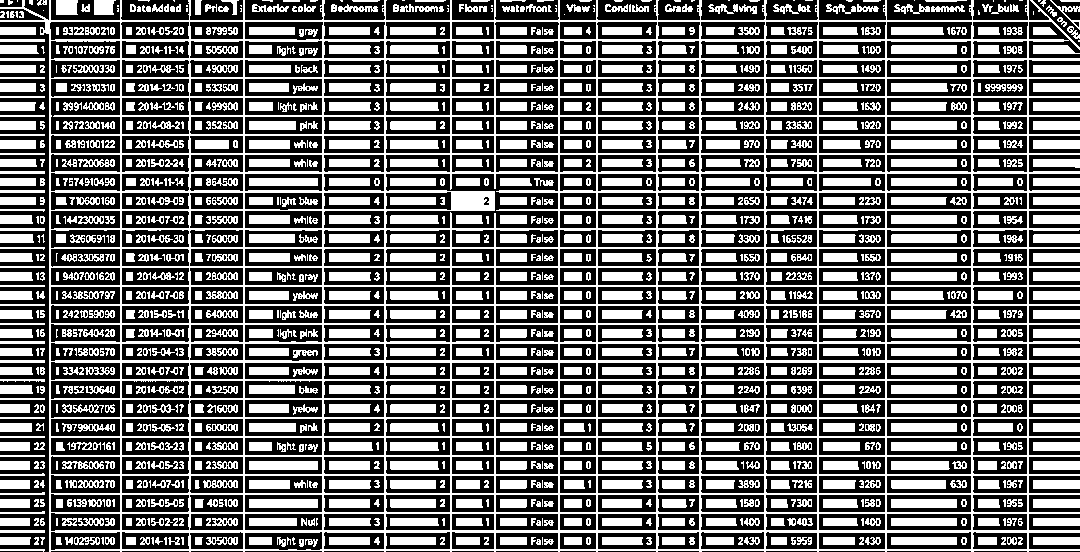 21613 28 Id DateAdded Price Exterior color Bedrooms Bathrooms Floors waterfront View Condition Grade Sqft_living Sqft_lot Sqft_above Sqft_basement Yr_built
0 9322800210 2014-05-20 879950 gray 4 2 1 False 4 4 9 3500 13875 1830 1670 1938
1 7010700976 2014-11-14 505000 light gray 3 1 1 False 0 4 7 1100 5400 1100 0 1908
2 6752000330 2014-08-15 490000 black 3 1 1 False 0 3 8 1490 11360 1490 0 1975
3 291310310 2014-12-10 533500 yelow 3 3 2 False 0 3 8 2490 3517 1720 770 9999999
4 3991400080 2014-12-16 499900 light pink 3 1 1 False 2 3 8 2430 8820 1630 800 1977
5 2972300140 2014-08-21 352500 pink 3 2 1 False 0 3 8 1920 33630 1920 0 1992
6 6819100122 2014-06-05 0 white 2 1 1 False 0 3 7 970 3400 970 0 1924
7 2487200680 2015-02-24 447000 white 2 1 1 False 2 3 6 720 7500 720 0 1925
8 7574910490 2014-11-14 864500 0 0 0 True 0 0 0 0 0 0 0 0
9 710600160 2014-09-09 665000 light blue 4 3 2 False 0 3 8 2650 3474 2230 420 2011
10 1442300035 2014-07-02 355000 white 3 1 1 False 0 3 7 1730 7416 1730 0 1954
11 326069118 2014-06-30 760000 blue 4 2 2 False 0 3 8 3300 165528 3300 0 1984
12 4083305870 2014-10-01 705000 white 2 2 2 False 0 5 7 1650 6840 1650 0 1916
13 9407001620 2014-08-12 280000 light gray 3 2 2 False 0 3 7 1370 22326 1370 0 1993
14 3438500797 2014-07-08 368000 yelow 4 1 1 False 0 3 7 2100 11942 1030 1070 0
15 2421059090 2015-05-11 640000 light blue 4 2 1 False 0 4 8 4090 215186 3670 420 1979
16 8857640420 2014-10-01 294000 light pink 4 2 2 False 0 3 8 2190 3746 2190 0 2005
17 7715800570 2015-04-13 385000 green 3 2 1 False 0 3 7 1010 7380 1010 0 1982
18 3342103369 2014-07-07 481000 yelow 4 2 2 False 0 3 8 2286 8269 2286 0 2002
19 7852130640 2014-06-02 432500 blue 3 2 2 False 0 3 7 2240 6396 2240 0 2002
20 3356402705 2015-03-17 216000 yelow 4 2 2 False 0 3 7 1847 8000 1847 0 2008
21 7979900440 2015-05-12 600000 pink 2 1 1 False 1 3 7 2080 13054 2080 0 0
22 1972201161 2015-03-23 435000 light gray 1 1 1 False 0 5 6 670 1800 670 0 1905
23 3278600670 2014-05-23 235000 2 1 1 False 0 3 8 1140 1730 1010 130 2007
24 1102000270 2014-07-01 1080000 white 3 2 1 False 1 3 8 3890 7216 3260 630 1967
25 6139100101 2015-05-05 405100 4 2 1 False 0 4 7 1580 7300 1580 0 1955
26 2525300030 2015-02-22 232000 Null 3 1 1 False 0 4 6 1400 10403 1400 0 1976
27 1402950100 2014-11-21 305000 light gray 4 2 2 False 0 3 8 2430 5959 2430 0 2002